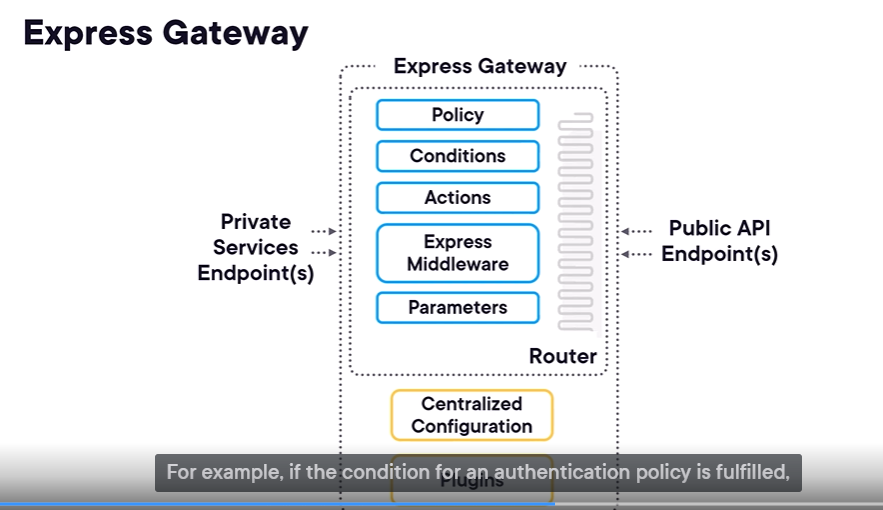 Express Gateway
Express Gateway
Policy
Conditions
Actions
Express
Middleware
Parameters
Router
Private
Services
Endpoint(s)
Public API
Endpoint(s)
Centralized
Configuration
Plugins
For example, if the condition for an authentication policy is fulfilled,